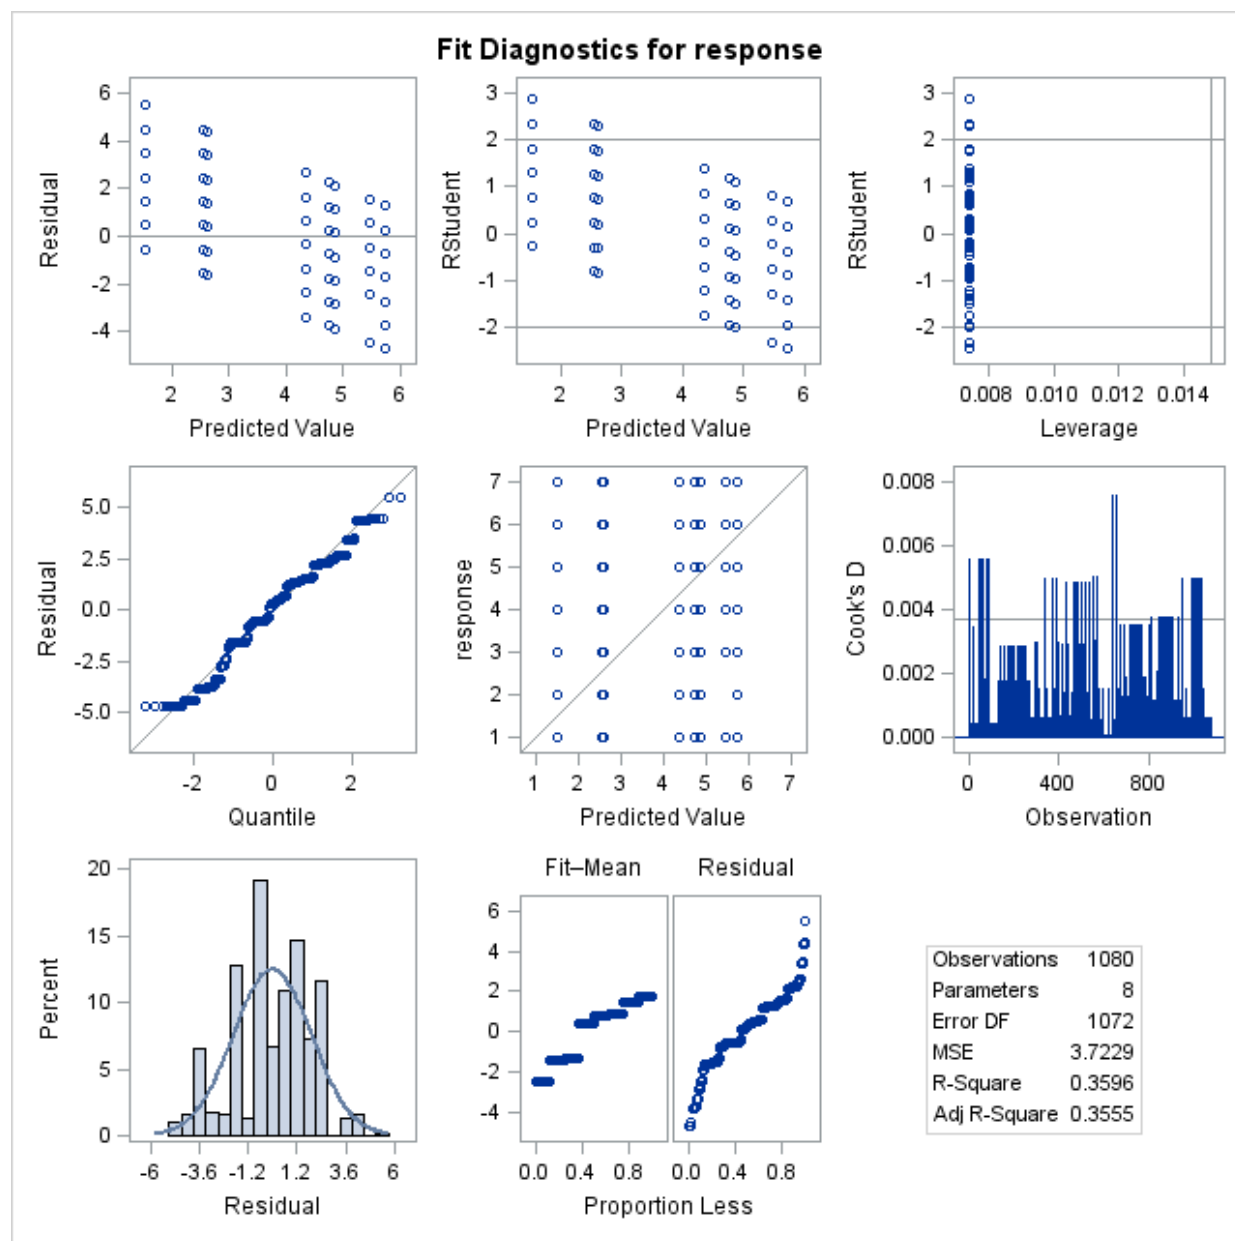 Fit Diagnostics for response
6
4
2
0
-2
-4
Residual
2 3 4 5 6
Predicted Value
3
2
1
0
-1
-2
RStudent
2 3 4 5 6
Predicted Value
3
2
1
0
-1
-2
RStudent
0.008 0.010 0.012 0.014
Leverage
5.0
2.5
0.0
-2.5
-5.0
Residual
-2 0 2
Quantile
7
6
5
4
3
2
1
response
1 2 3 4 5 6 7
Predicted Value
0.008
0.006
0.004
0.002
0.000
Cook's D
0 400 800
Observation
20
15
10
5
0
Percent
-6 -3.6 -1.2 1.2 3.6 6
Residual
Fit–Mean Residual
6
4
2
0
-2
-4
0.0 0.4 0.8 0.0 0.4 0.8
Proportion Less
Observations 1080
Parameters 8
Error DF 1072
MSE 3.7229
R-Square 0.3596
Adj R-Square 0.3555